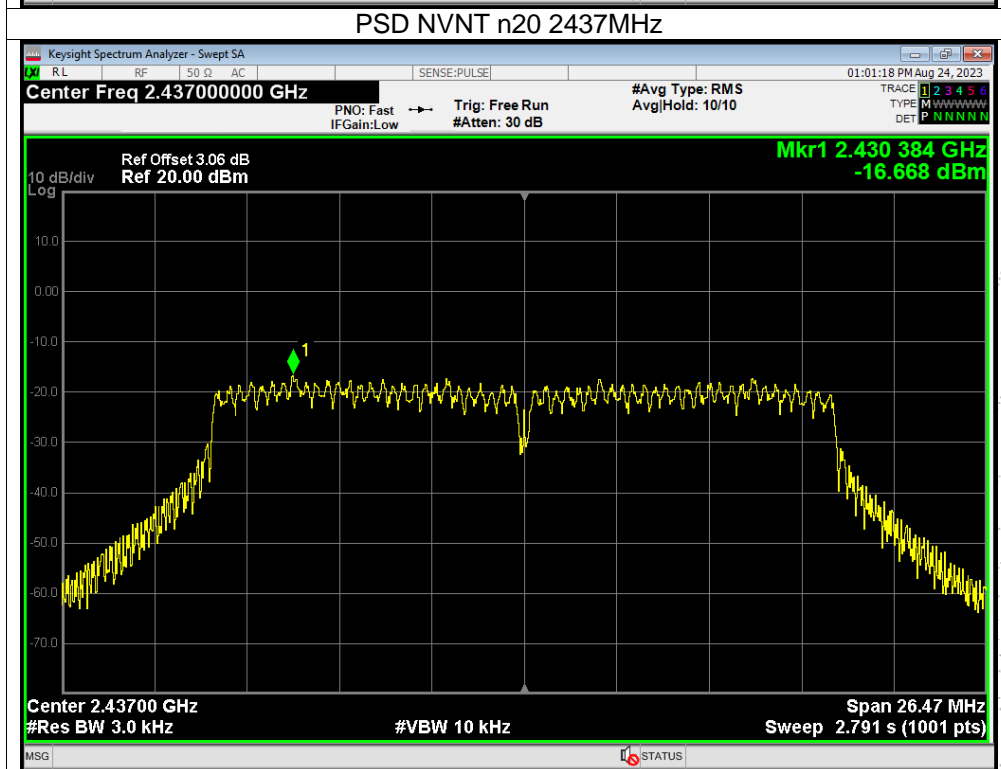 PSD NVNT n20 2437MHz
Keysight Spectrum Analyzer - Swept SA
LXI RL RF 50 Ω AC SENSE:PULSE 01:01:18 PM Aug 24, 2023
Center Freq 2.437000000 GHz #Avg Type: RMS TRACE 1 2 3 4 5 6
PNO: Fast Trig: Free Run Avg|Hold: 10/10 TYPE M WWWWW
IFGain:Low #Atten: 30 dB DET P N N N N N
Mkr1 2.430 384 GHz
Ref Offset 3.06 dB -16.668 dBm
10 dB/div Ref 20.00 dBm
Log
10.0
0.00
-10.0
1
-20.0
-30.0
-40.0
-50.0
-60.0
-70.0
Center 2.43700 GHz Span 26.47 MHz
#Res BW 3.0 kHz #VBW 10 kHz Sweep 2.791 s (1001 pts)
MSG STATUS